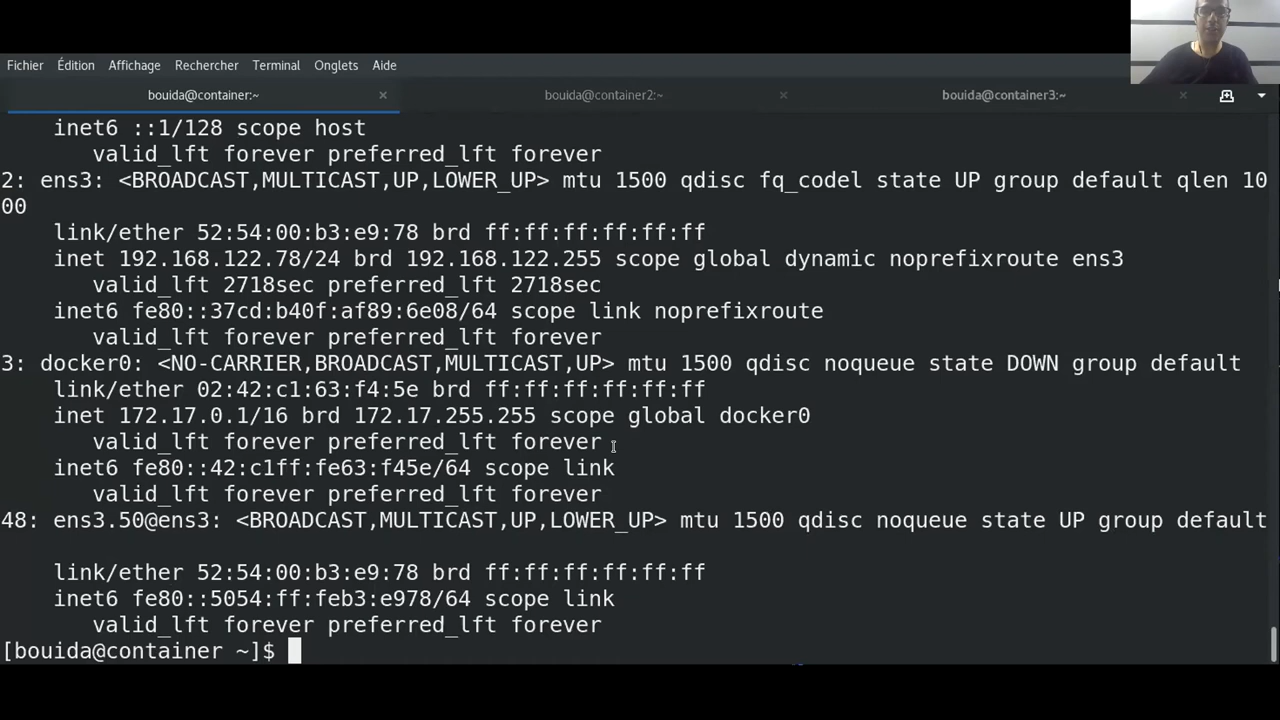 Fichier Édition Affichage Rechercher Terminal Onglets Aide
bouida@container:~ × bouida@container2:~ × bouida@container3:~ ×
inet6 ::1/128 scope host
valid_lft forever preferred_lft forever
2: ens3: <BROADCAST,MULTICAST,UP,LOWER_UP> mtu 1500 qdisc fq_codel state UP group default qlen 10
00
link/ether 52:54:00:b3:e9:78 brd ff:ff:ff:ff:ff:ff
inet 192.168.122.78/24 brd 192.168.122.255 scope global dynamic noprefixroute ens3
valid_lft 2718sec preferred_lft 2718sec
inet6 fe80::37cd:b40f:af89:6e08/64 scope link noprefixroute
valid_lft forever preferred_lft forever
3: docker0: <NO-CARRIER,BROADCAST,MULTICAST,UP> mtu 1500 qdisc noqueue state DOWN group default
link/ether 02:42:c1:63:f4:5e brd ff:ff:ff:ff:ff:ff
inet 172.17.0.1/16 brd 172.17.255.255 scope global docker0
valid_lft forever preferred_lft forever
inet6 fe80::42:c1ff:fe63:f45e/64 scope link
valid_lft forever preferred_lft forever
48: ens3.50@ens3: <BROADCAST,MULTICAST,UP,LOWER_UP> mtu 1500 qdisc noqueue state UP group default
link/ether 52:54:00:b3:e9:78 brd ff:ff:ff:ff:ff:ff
inet6 fe80::5054:ff:feb3:e978/64 scope link
valid_lft forever preferred_lft forever
[bouida@container ~]$